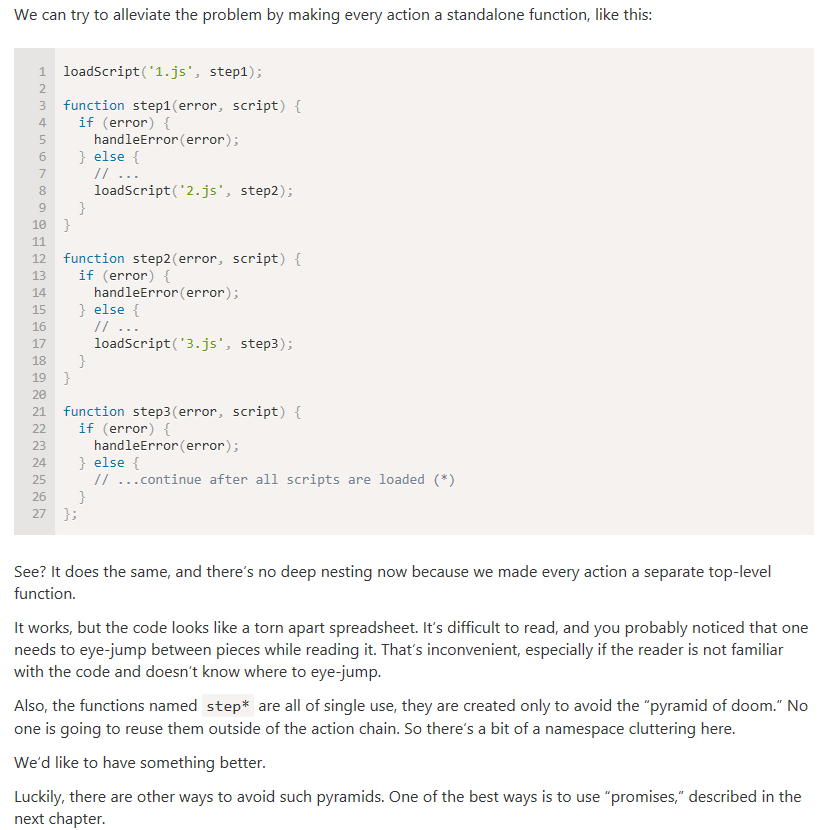 We can try to alleviate the problem by making every action a standalone function, like this:
1 loadScript('1.js', step1);
2
3 function step1(error, script) {
4   if (error) {
5     handleError(error);
6   } else {
7     // ...
8     loadScript('2.js', step2);
9   }
10 }
11
12 function step2(error, script) {
13   if (error) {
14     handleError(error);
15   } else {
16     // ...
17     loadScript('3.js', step3);
18   }
19 }
20
21 function step3(error, script) {
22   if (error) {
23     handleError(error);
24   } else {
25     // ...continue after all scripts are loaded (*)
26   }
27 };
See? It does the same, and there’s no deep nesting now because we made every action a separate top-level
function.
It works, but the code looks like a torn apart spreadsheet. It’s difficult to read, and you probably noticed that one
needs to eye-jump between pieces while reading it. That’s inconvenient, especially if the reader is not familiar
with the code and doesn’t know where to eye-jump.
Also, the functions named step* are all of single use, they are created only to avoid the “pyramid of doom.” No
one is going to reuse them outside of the action chain. So there’s a bit of a namespace cluttering here.
We’d like to have something better.
Luckily, there are other ways to avoid such pyramids. One of the best ways is to use “promises,” described in the
next chapter.